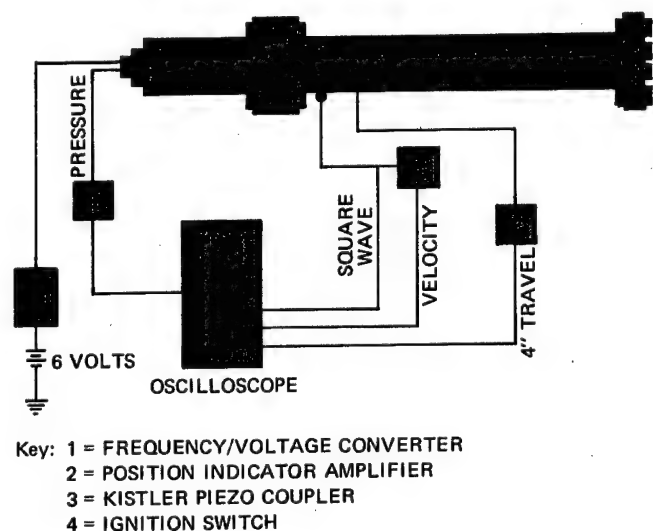 PRESSURE
SQUARE
WAVE
VELOCITY
4" TRAVEL
6 VOLTS
OSCILLOSCOPE
Key: 1 = FREQUENCY/VOLTAGE CONVERTER
2 = POSITION INDICATOR AMPLIFIER
3 = KISTLER PIEZO COUPLER
4 = IGNITION SWITCH